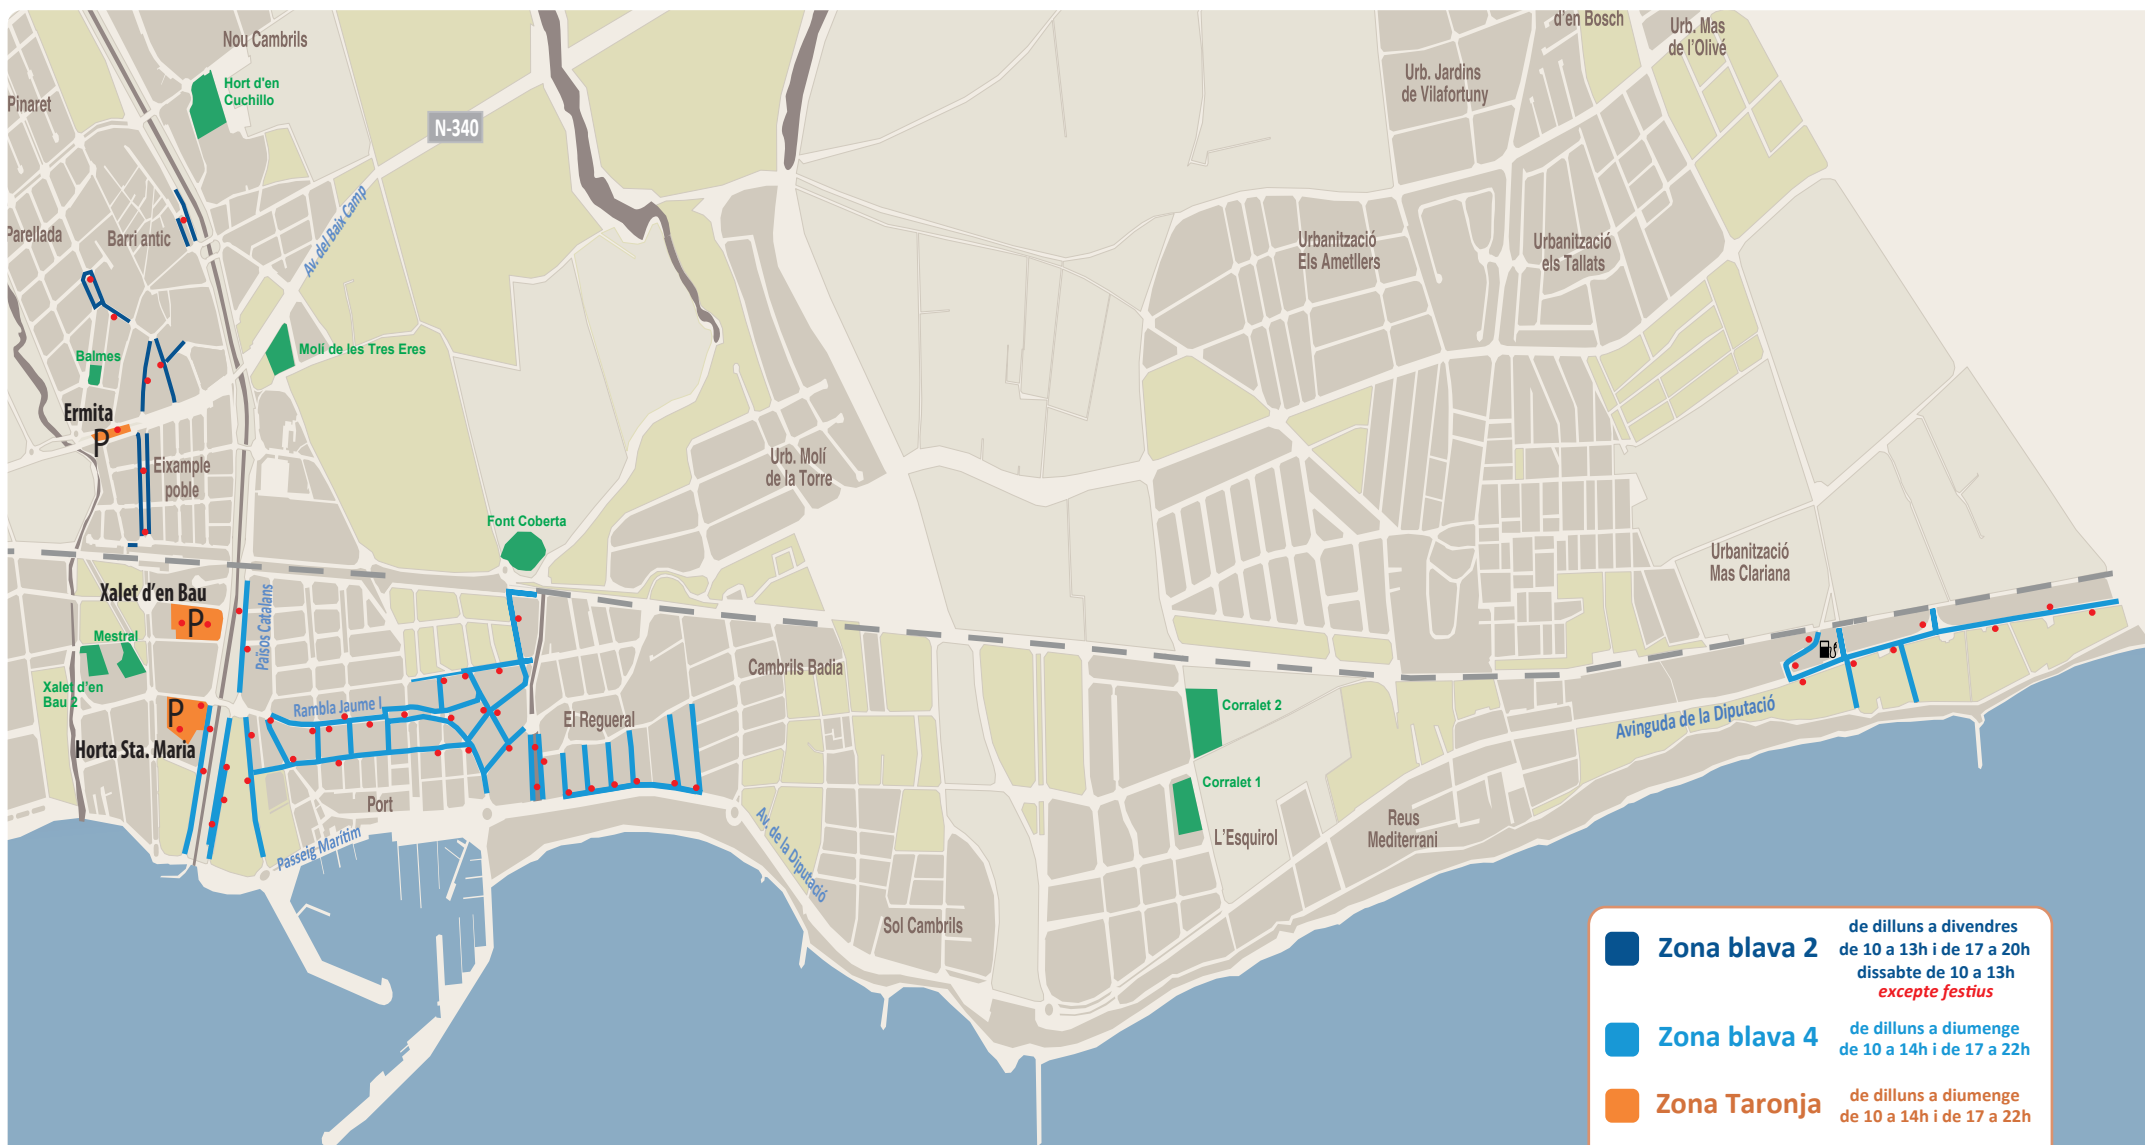 d'en Bosch
Urb. Mas
de l'Olivé
Nou Cambrils
Hort d'en
Cuchillo
Urb. Jardins
de Vilafortuny
Pinaret
N-340
Av. del Baix Camp
Parellada
Barri antic
Urbanització
Els Ametllers
Urbanització
els Tallats
Molí de les Tres Eres
Balmes
Ermita
P
Eixample
poble
Urb. Molí
de la Torre
Font Coberta
Urbanització
Mas Clariana
Xalet d'en Bau
P
Països Catalans
Mestral
Cambrils Badia
Xalet d'en
Bau 2
P
Rambla Jaume I
El Regueral
Corralet 2
Avinguda de la Diputació
Horta Sta. Maria
Corralet 1
Port
Passeig Marítim
Av. de la Diputació
L'Esquirol
Reus
Mediterrani
Sol Cambrils
Zona blava 2
de dilluns a divendres
de 10 a 13h i de 17 a 20h
dissabte de 10 a 13h
excepte festius
Zona blava 4
de dilluns a diumenge
de 10 a 14h i de 17 a 22h
Zona Taronja
de dilluns a diumenge
de 10 a 14h i de 17 a 22h